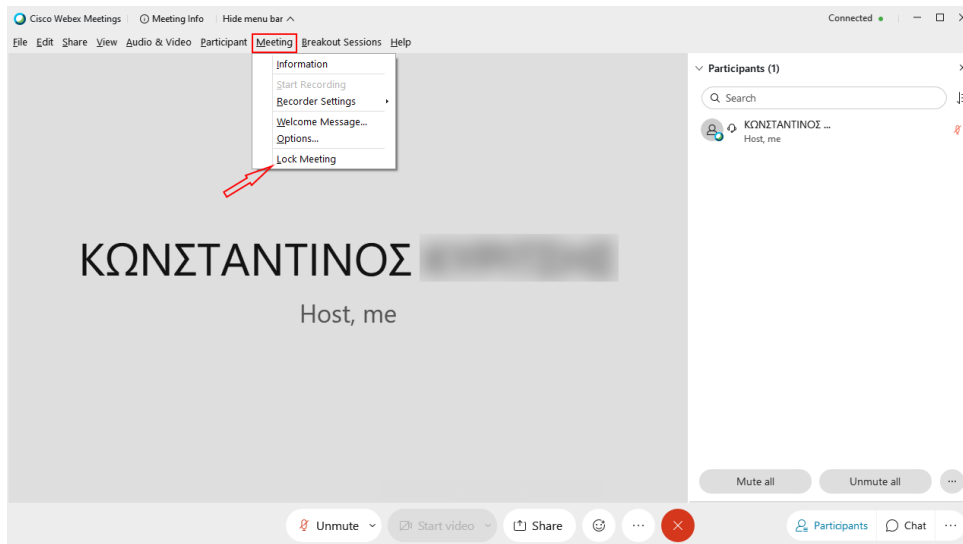 Cisco Webex Meetings Meeting Info Hide menu bar Connected
File Edit Share View Audio & Video Participant Meeting Breakout Sessions Help
Information
Start Recording
Recorder Settings
Welcome Message...
Options...
Lock Meeting
ΚΩΝΣΤΑΝΤΙΝΟΣ
Host, me
Participants (1)
Search
ΚΩΝΣΤΑΝΤΙΝΟΣ ...
Host, me
Mute all Unmute all ...
Unmute Start video Share ... Participants Chat ...